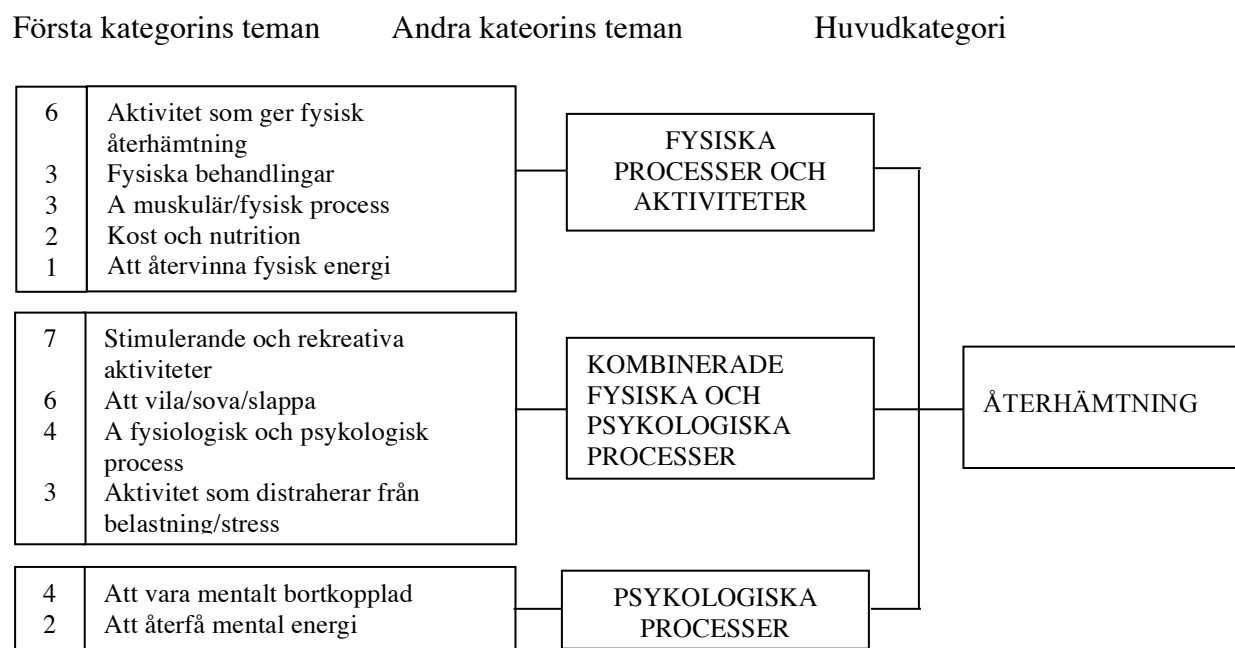 Första kategorins teman Andra kateorins teman Huvudkategori
6 Aktivitet som ger fysisk
återhämtning
3 Fysiska behandlingar
3 A muskulär/fysisk process
2 Kost och nutrition
1 Att återvinna fysisk energi
FYSISKA
PROCESSER OCH
AKTIVITETER
7 Stimulerande och rekreativa
aktiviteter
6 Att vila/sova/slappa
4 A fysiologisk och psykologisk
process
3 Aktivitet som distraherar från
belastning/stress
KOMBINERADE
FYSISKA OCH
PSYKOLOGISKA
PROCESSER
ÅTERHÄMTNING
4 Att vara mentalt bortkopplad
2 Att återfå mental energi
PSYKOLOGISKA
PROCESSER